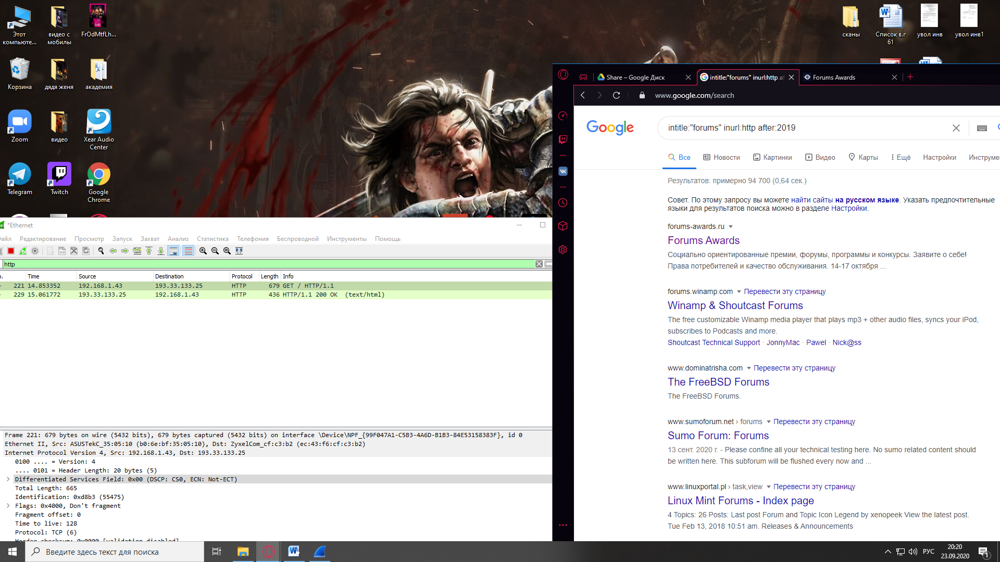 Этот
компьюте...
видео с
мобилы
FrOdMtfLh...
Корзина
дядя женя
академия
Zoom
видео
Xear Audio
Center
Telegram
Twitch
Google
Chrome
сканы
Список в.г
61
увол инв
увол инв1
*Ethernet
айл Редактирование Просмотр Запуск Захват Анализ Статистика Телефония Беспроводной Инструменты Помощь
http
o. Time Source Destination Protocol Length Info
221 14.853352 192.168.1.43 193.33.133.25 HTTP 679 GET / HTTP/1.1
229 15.061772 193.33.133.25 192.168.1.43 HTTP 436 HTTP/1.1 200 OK (text/html)
Frame 221: 679 bytes on wire (5432 bits), 679 bytes captured (5432 bits) on interface \Device\NPF_{99F047A1-C5B3-4A6D-B1B3-84E53158383F}, id 0
Ethernet II, Src: ASUSTekC_35:05:10 (b0:6e:bf:35:05:10), Dst: ZyxelCom_cf:c3:b2 (ec:43:f6:cf:c3:b2)
Internet Protocol Version 4, Src: 192.168.1.43, Dst: 193.33.133.25
0100 .... = Version: 4
.... 0101 = Header Length: 20 bytes (5)
Differentiated Services Field: 0x00 (DSCP: CS0, ECN: Not-ECT)
Total Length: 665
Identification: 0xd8b3 (55475)
Flags: 0x4000, Don't fragment
Fragment offset: 0
Time to live: 128
Protocol: TCP (6)
Header checksum: 0x0000 [validation disabled]
Share – Google Диск
intitle:"forums" inurl:http af
Forums Awards
www.google.com/search
Google
intitle:"forums" inurl:http after:2019
Все Новости Картинки Видео Карты Ещё Настройки Инструме
Результатов: примерно 94 700 (0,64 сек.)
Совет. По этому запросу вы можете найти сайты на русском языке. Указать предпочтительные
языки для результатов поиска можно в разделе Настройки.
forums-awards.ru
Forums Awards
Социально ориентированные премии, форумы, программы и конкурсы. Заявите о себе!
Права потребителей и качество обслуживания. 14-17 октября ...
forums.winamp.com Перевести эту страницу
Winamp & Shoutcast Forums
The free customizable Winamp media player that plays mp3 + other audio files, syncs your iPod,
subscribes to Podcasts and more.
Shoutcast Technical Support · JonnyMac · Pawel · Nick@ss
www.dominatrisha.com Перевести эту страницу
The FreeBSD Forums
The FreeBSD Forums.
www.sumoforum.net › forums Перевести эту страницу
Sumo Forum: Forums
13 сент. 2020 г. - Please confine all your technical testing here. No sumo related content should
be written here. This subforum will be flushed every now and ...
www.linuxportal.pl › task,view Перевести эту страницу
Linux Mint Forums - Index page
4 Topics: 26 Posts: Last post Forum and Topic Icon Legend by xenopeek View the latest post.
Tue Feb 13, 2018 10:51 am. Releases & Announcements
Введите здесь текст для поиска
РУС
20:20
23.09.2020
1